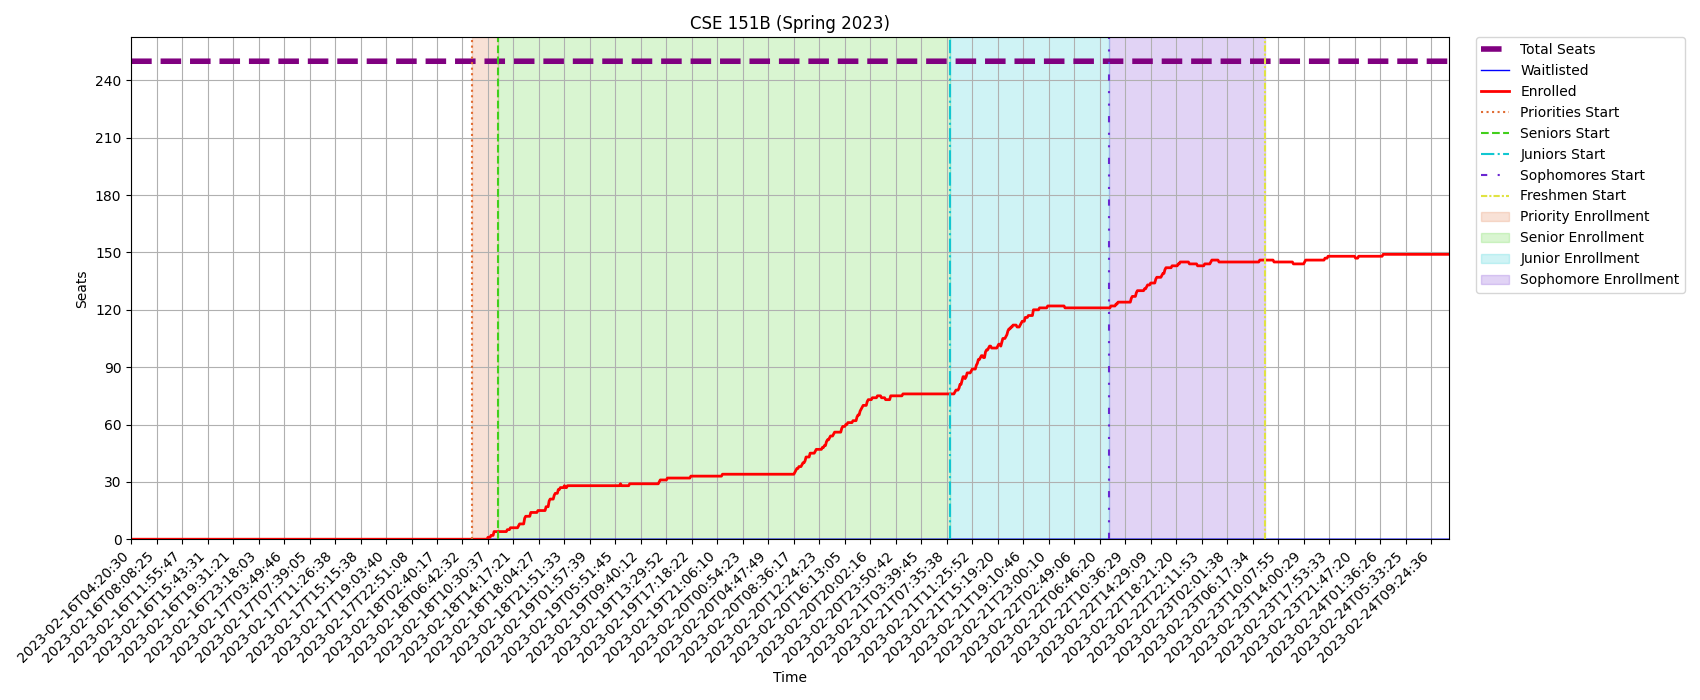 CSE 151B (Spring 2023)
Total Seats
Waitlisted
Enrolled
Priorities Start
Seniors Start
Juniors Start
Sophomores Start
Freshmen Start
Priority Enrollment
Senior Enrollment
Junior Enrollment
Sophomore Enrollment
Seats
240
210
180
150
120
90
60
30
0
2023-02-16T04:20:30
2023-02-16T08:08:25
2023-02-16T11:55:47
2023-02-16T15:43:31
2023-02-16T19:31:21
2023-02-16T23:18:03
2023-02-17T03:49:46
2023-02-17T07:39:05
2023-02-17T11:26:38
2023-02-17T15:15:38
2023-02-17T19:03:40
2023-02-17T22:51:08
2023-02-18T02:40:17
2023-02-18T06:42:32
2023-02-18T10:30:37
2023-02-18T14:17:21
2023-02-18T18:04:27
2023-02-18T21:51:33
2023-02-19T01:57:39
2023-02-19T05:51:45
2023-02-19T09:40:12
2023-02-19T13:29:52
2023-02-19T17:18:22
2023-02-19T21:06:10
2023-02-20T00:54:23
2023-02-20T04:47:49
2023-02-20T08:36:17
2023-02-20T12:24:23
2023-02-20T16:13:05
2023-02-20T20:02:16
2023-02-20T23:50:42
2023-02-21T03:39:45
2023-02-21T07:35:38
2023-02-21T11:25:52
2023-02-21T15:19:20
2023-02-21T19:10:46
2023-02-21T23:00:16
2023-02-22T02:49:06
2023-02-22T06:46:20
2023-02-22T10:36:29
2023-02-22T14:29:09
2023-02-22T18:21:20
2023-02-22T22:11:53
2023-02-23T02:01:38
2023-02-23T06:17:34
2023-02-23T10:07:55
2023-02-23T14:00:29
2023-02-23T17:53:33
2023-02-23T21:47:20
2023-02-24T01:36:26
2023-02-24T05:33:25
2023-02-24T09:24:36
Time